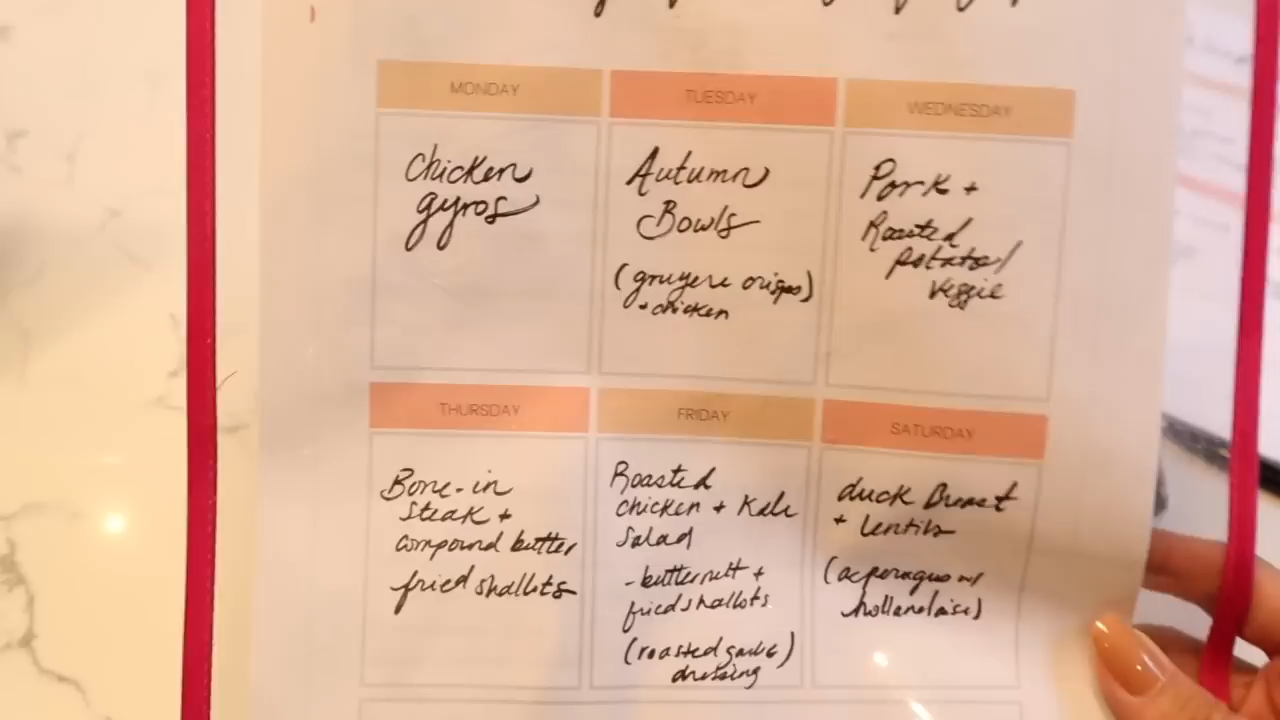 MONDAY
Chicken
gyros
TUESDAY
Autumn
Bowls
(gruyere crisps)
+ chicken
WEDNESDAY
Pork +
Roasted
potato/
veggie
THURSDAY
Bone-in
steak +
compound butter
fried shallots
FRIDAY
Roasted
chicken + Kale
salad
- butternut +
fried shallots
(roasted garlic)
dressing
SATURDAY
duck Breast
+ lentils
(asparagus w/
hollandaise)